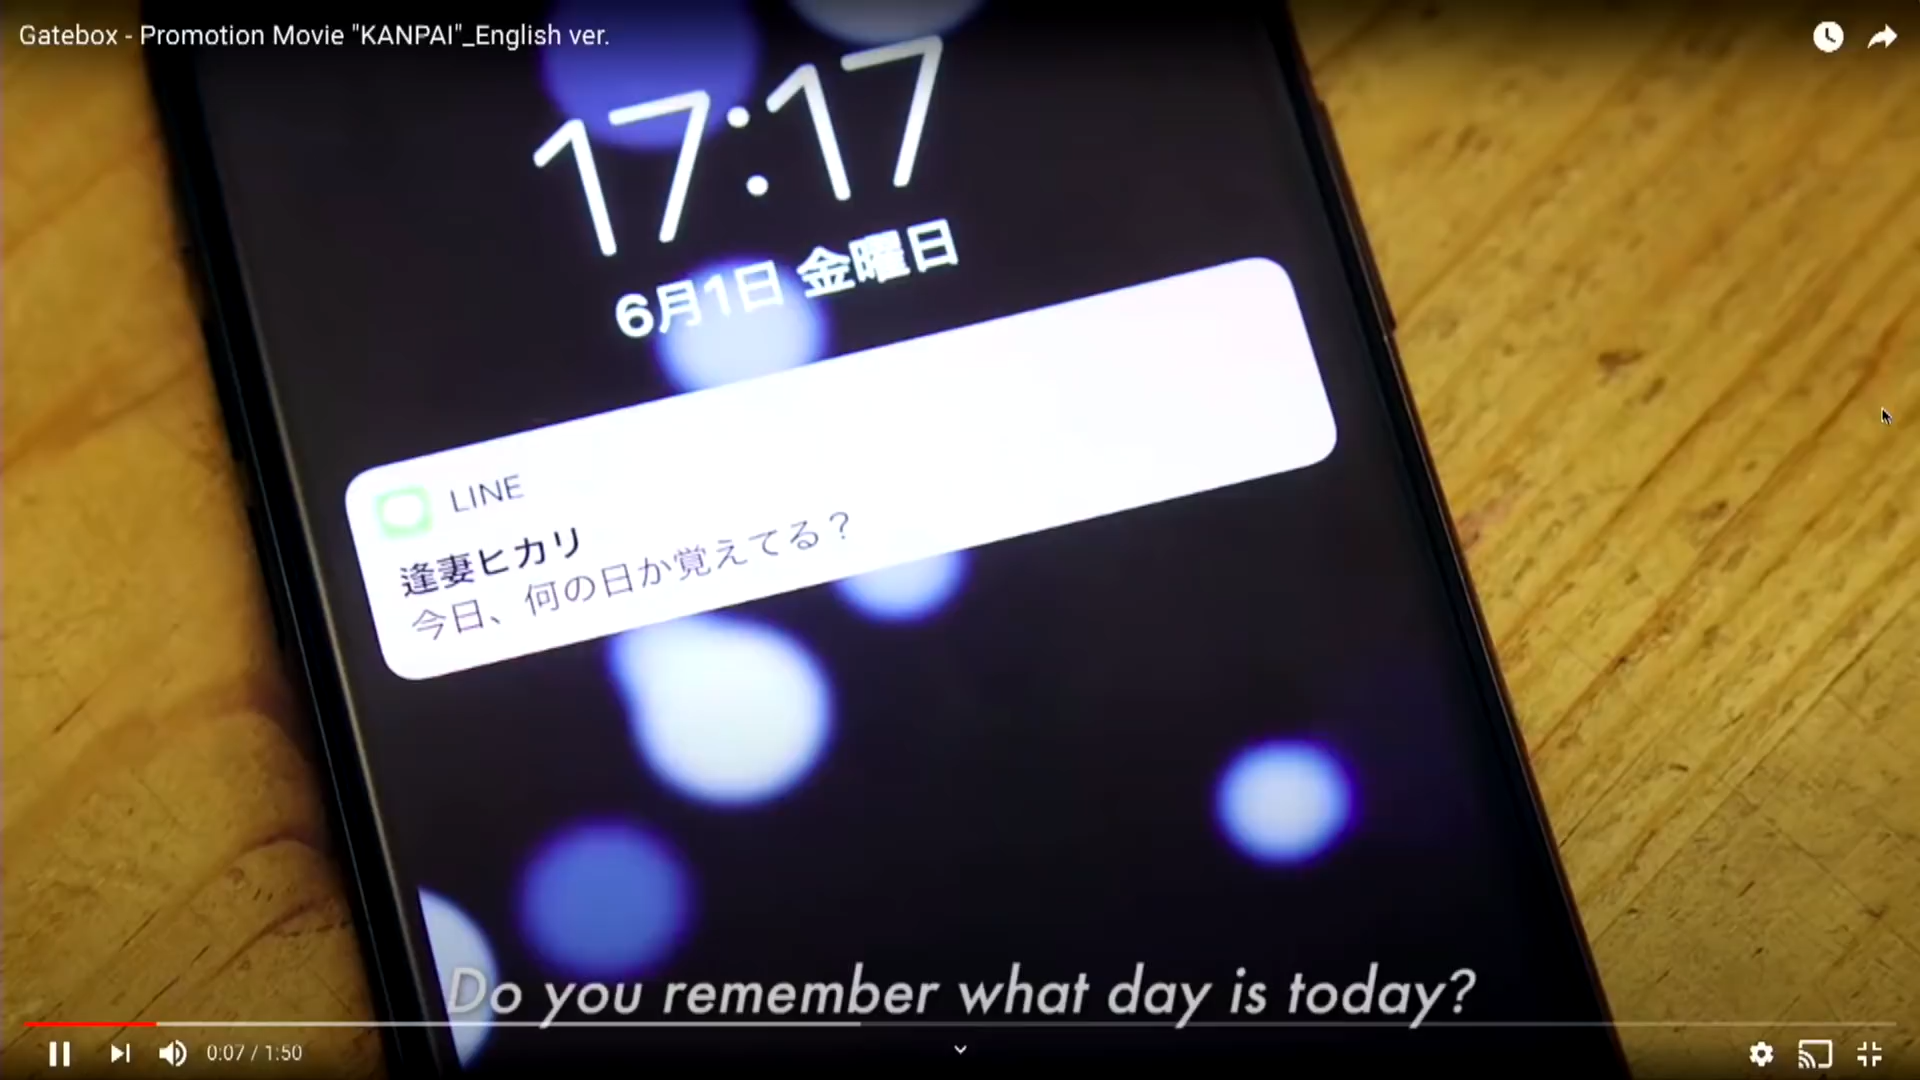 Gatebox - Promotion Movie "KANPAI"_English ver.
17:17
6月1日 金曜日
LINE
逢妻ヒカリ
今日、何の日か覚えてる？
Do you remember what day is today?
0:07 / 1:50